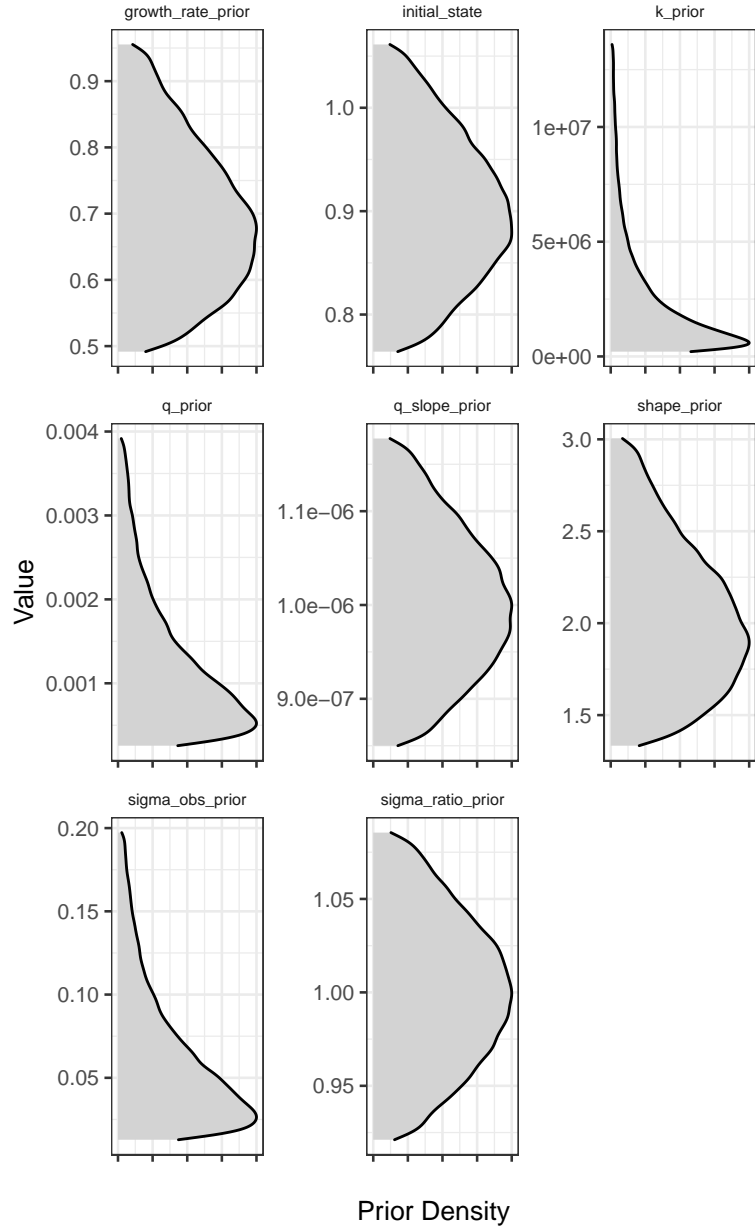 growth_rate_prior
initial_state
k_prior
0.9
0.8
0.7
0.6
0.5
1.0
0.9
0.8
1e+07
5e+06
0e+00
q_prior
q_slope_prior
shape_prior
0.004
0.003
0.002
0.001
1.1e−06
1.0e−06
9.0e−07
3.0
2.5
2.0
1.5
Value
sigma_obs_prior
sigma_ratio_prior
0.20
0.15
0.10
0.05
1.05
1.00
0.95
Prior Density